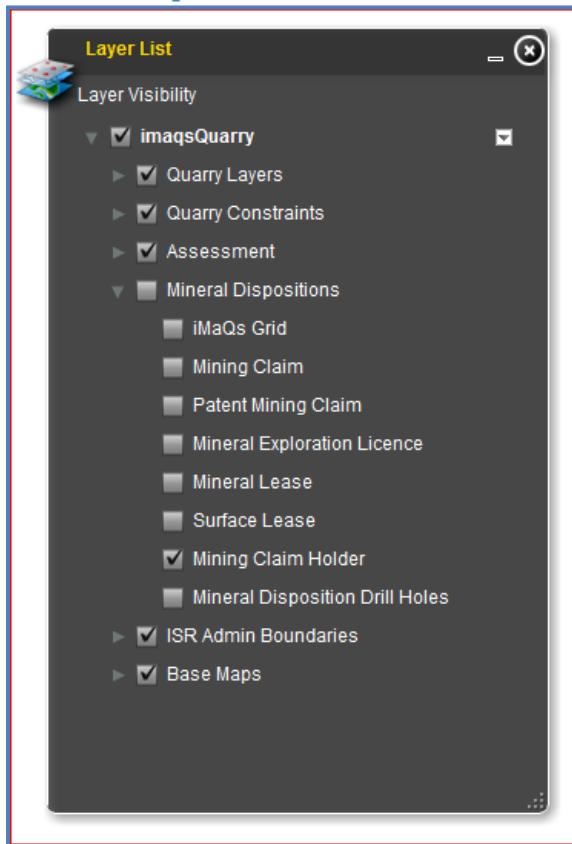 Layer List
Layer Visibility
imaqsQuarry
Quarry Layers
Quarry Constraints
Assessment
Mineral Dispositions
iMaQs Grid
Mining Claim
Patent Mining Claim
Mineral Exploration Licence
Mineral Lease
Surface Lease
Mining Claim Holder
Mineral Disposition Drill Holes
ISR Admin Boundaries
Base Maps